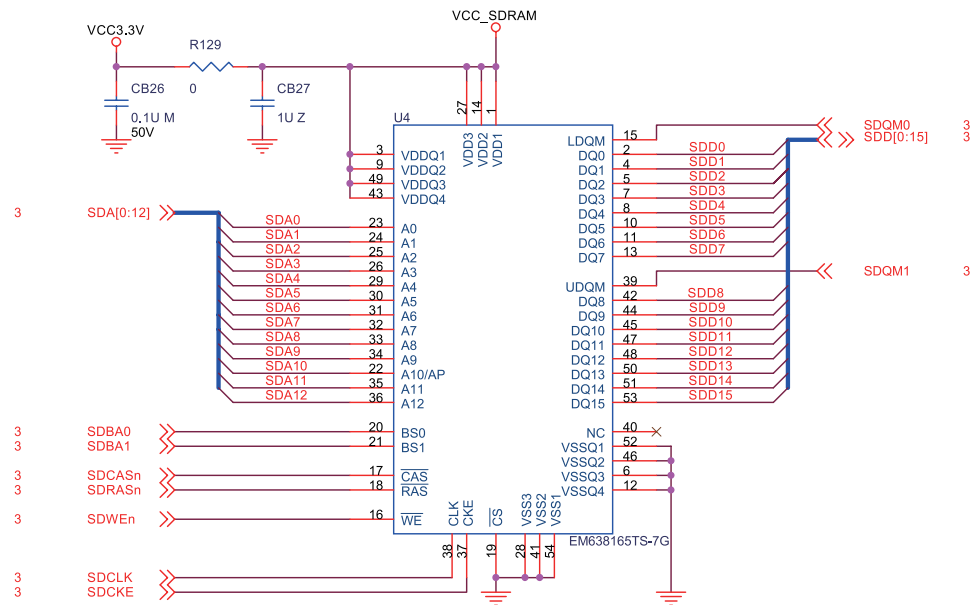 VCC_SDRAM
VCC3.3V
R129
0
CB26
0.1U M
50V
CB27
1U Z
U4
27
14
1
VDD3
VDD2
VDD1
3 VDDQ1
9 VDDQ2
49 VDDQ3
43 VDDQ4
3 SDA[0:12]
SDA0 23 A0
SDA1 24 A1
SDA2 25 A2
SDA3 26 A3
SDA4 29 A4
SDA5 30 A5
SDA6 31 A6
SDA7 32 A7
SDA8 33 A8
SDA9 34 A9
SDA10 22 A10/AP
SDA11 35 A11
SDA12 36 A12
3 SDBA0 20 BS0
3 SDBA1 21 BS1
3 SDCASn 17 CAS
3 SDRASn 18 RAS
3 SDWEn 16 WE
3 SDCLK
3 SDCKE
CLK
CKE
CS
VSS3
VSS2
VSS1
38
37
19
28
41
54
LDQM 15 SDQM0 3
SDD[0:15] 3
DQ0 2 SDD0
DQ1 4 SDD1
DQ2 5 SDD2
DQ3 7 SDD3
DQ4 8 SDD4
DQ5 10 SDD5
DQ6 11 SDD6
DQ7 13 SDD7
UDQM 39 SDQM1 3
DQ8 42 SDD8
DQ9 44 SDD9
DQ10 45 SDD10
DQ11 47 SDD11
DQ12 48 SDD12
DQ13 50 SDD13
DQ14 51 SDD14
DQ15 53 SDD15
NC 40
VSSQ1 52
VSSQ2 46
VSSQ3 6
VSSQ4 12
EM638165TS-7G